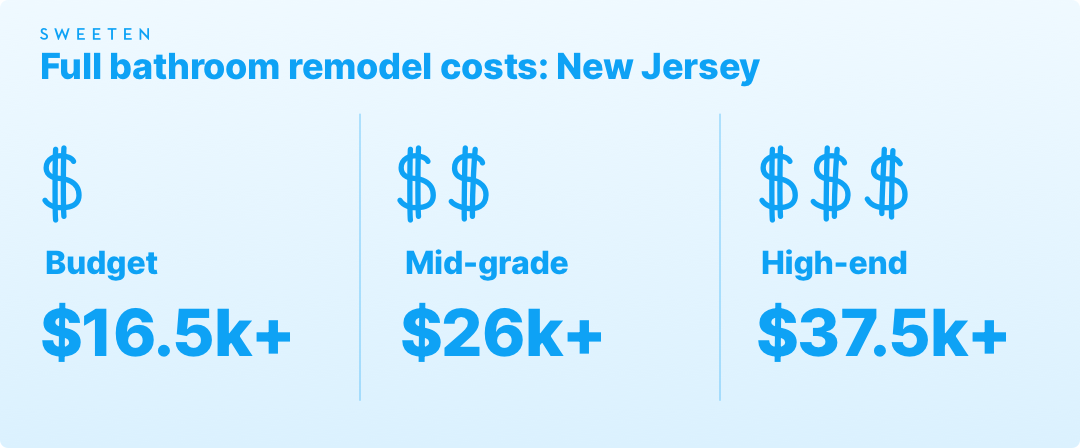 SWEETEN
Full bathroom remodel costs: New Jersey
$
Budget
$16.5k+
$$
Mid-grade
$26k+
$$$
High-end
$37.5k+